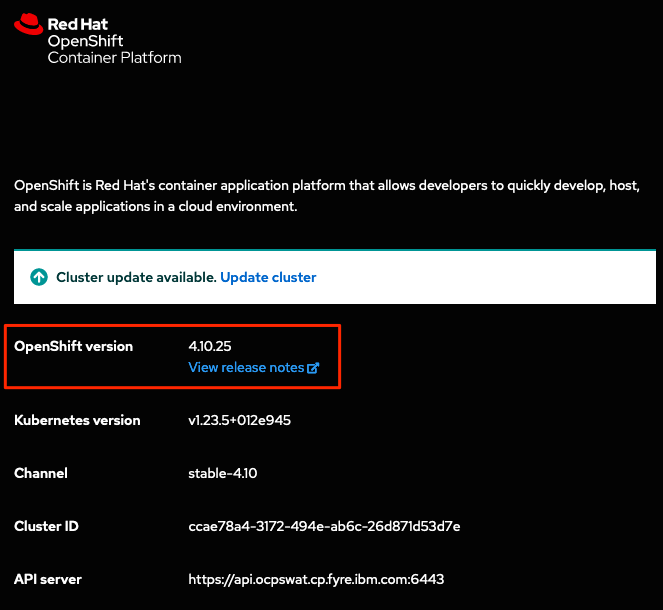 Red Hat
OpenShift
Container Platform
OpenShift is Red Hat's container application platform that allows developers to quickly develop, host,
and scale applications in a cloud environment.
Cluster update available. Update cluster
OpenShift version 4.10.25
View release notes
Kubernetes version v1.23.5+012e945
Channel stable-4.10
Cluster ID ccae78a4-3172-494e-ab6c-26d871d53d7e
API server https://api.ocpswat.cp.fyre.ibm.com:6443